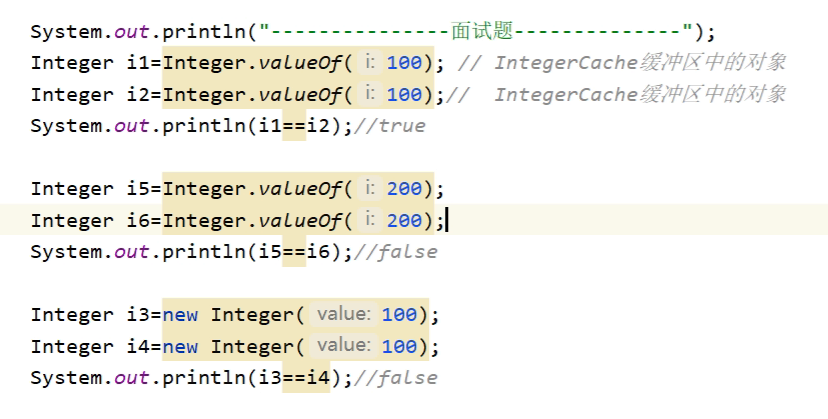 System.out.println("---------------面试题--------------");
Integer i1=Integer.valueOf( i: 100); // IntegerCache缓冲区中的对象
Integer i2=Integer.valueOf( i: 100);//  IntegerCache缓冲区中的对象
System.out.println(i1==i2);//true
Integer i5=Integer.valueOf( i: 200);
Integer i6=Integer.valueOf( i: 200);
System.out.println(i5==i6);//false
Integer i3=new Integer( value: 100);
Integer i4=new Integer( value: 100);
System.out.println(i3==i4);//false